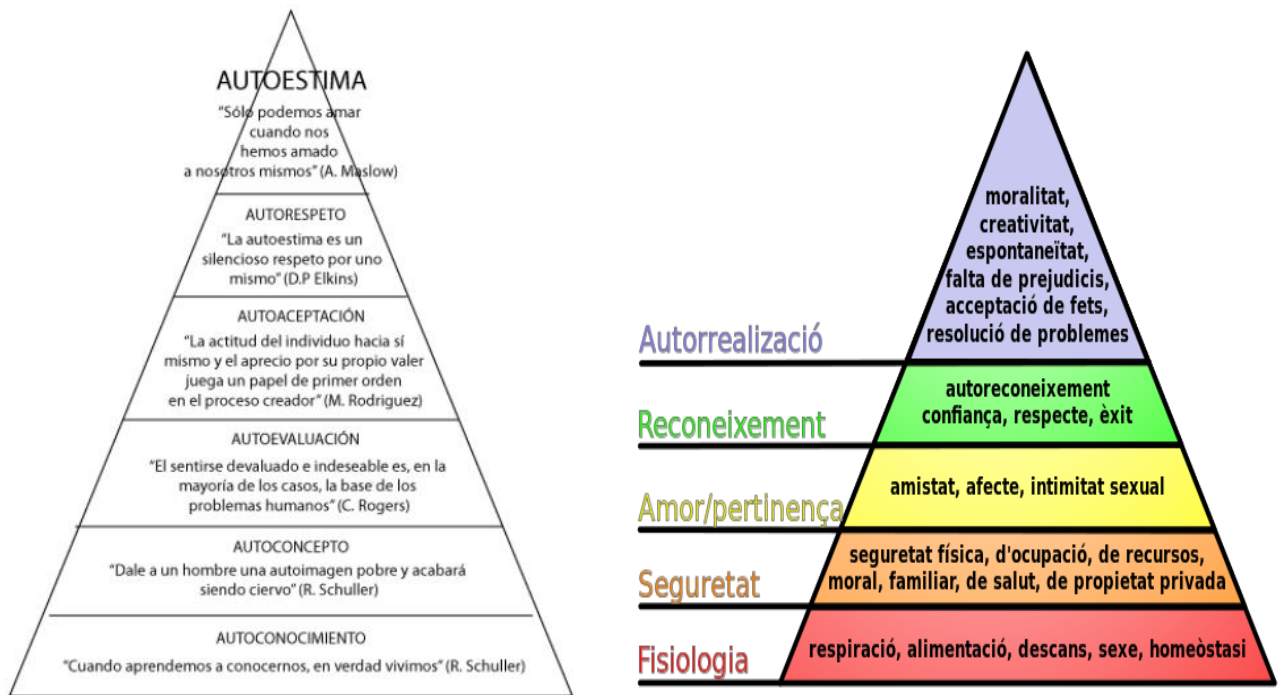 AUTOESTIMA
"Sólo podemos amar
cuando nos
hemos amado
a nosotros mismos" (A. Maslow)
AUTORESPETO
"La autoestima es un
silencioso respeto por uno
mismo" (D.P Elkins)
AUTOACEPTACIÓN
"La actitud del individuo hacia sí
mismo y el aprecio por su propio valer
juega un papel de primer orden
en el proceso creador" (M. Rodriguez)
AUTOEVALUACIÓN
"El sentirse devaluado e indeseable es, en la
mayoría de los casos, la base de los
problemas humanos" (C. Rogers)
AUTOCONCEPTO
"Dale a un hombre una autoimagen pobre y acabará
siendo ciervo" (R. Schuller)
AUTOCONOCIMIENTO
"Cuando aprendemos a conocernos, en verdad vivimos" (R. Schuller)
moralitat,
creativitat,
espontaneïtat,
falta de prejudicis,
acceptació de fets,
resolució de problemes
Autorrealizació
autoreconeixement
confiança, respecte, èxit
Reconeixement
amistat, afecte, intimitat sexual
Amor/pertinença
seguretat física, d'ocupació, de recursos,
moral, familiar, de salut, de propietat privada
Seguretat
respiració, alimentació, descans, sexe, homeòstasi
Fisiologia